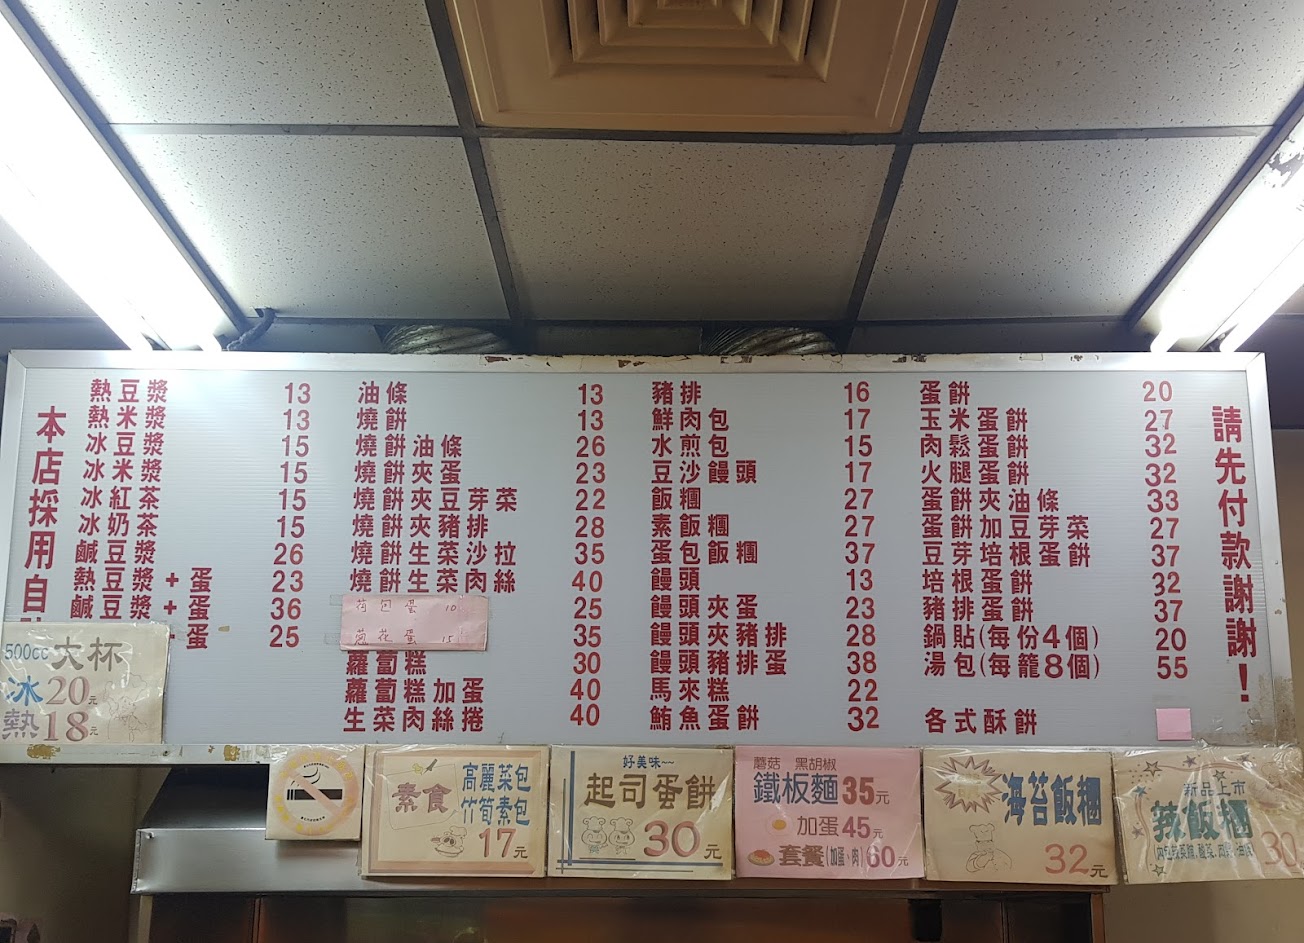 本店採用自
熱豆漿 13
熱米漿 13
冰豆漿 15
冰米漿 15
冰紅茶 15
冰奶茶 15
鹹豆漿 26
熱豆漿+蛋 23
鹹豆漿+蛋 36
蛋 25
油條 13
燒餅 13
燒餅油條 26
燒餅夾蛋 23
燒餅夾豆芽菜 22
燒餅夾豬排 28
燒餅生菜沙拉 35
燒餅生菜肉絲 40
荷包蛋 10 25
蔥花蛋 15 35
蘿蔔糕 30
蘿蔔糕加蛋 40
生菜肉絲捲 40
豬排 16
鮮肉包 17
水煎包 15
豆沙饅頭 17
飯糰 27
素飯糰 27
蛋包飯糰 37
饅頭 13
饅頭夾蛋 23
饅頭夾豬排 28
饅頭豬排蛋 38
馬來糕 22
鮪魚蛋餅 32
蛋餅 20
玉米蛋餅 27
肉鬆蛋餅 32
火腿蛋餅 32
蛋餅夾油條 33
蛋餅加豆芽菜 27
豆芽培根蛋餅 37
培根蛋餅 32
豬排蛋餅 37
鍋貼(每份4個) 20
湯包(每籠8個) 55
各式酥餅
請先付款謝謝!
500cc大杯
冰20元
熱18元
素食
高麗菜包
竹筍素包
17元
好美味~~
起司蛋餅
30元
蘑菇 黑胡椒
鐵板麵35元
加蛋45元
套餐(加蛋、肉)60元
海苔飯糰
32元
新品上市
辣飯糰
30